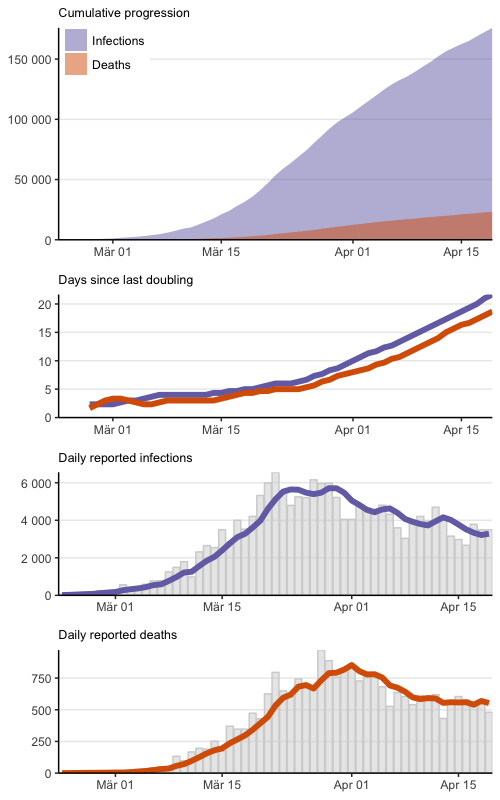 Cumulative progression
Infections
Deaths
150 000
100 000
50 000
0
Mär 01 Mär 15 Apr 01 Apr 15
Days since last doubling
20
15
10
5
0
Mär 01 Mär 15 Apr 01 Apr 15
Daily reported infections
6 000
4 000
2 000
0
Mär 01 Mär 15 Apr 01 Apr 15
Daily reported deaths
750
500
250
0
Mär 01 Mär 15 Apr 01 Apr 15